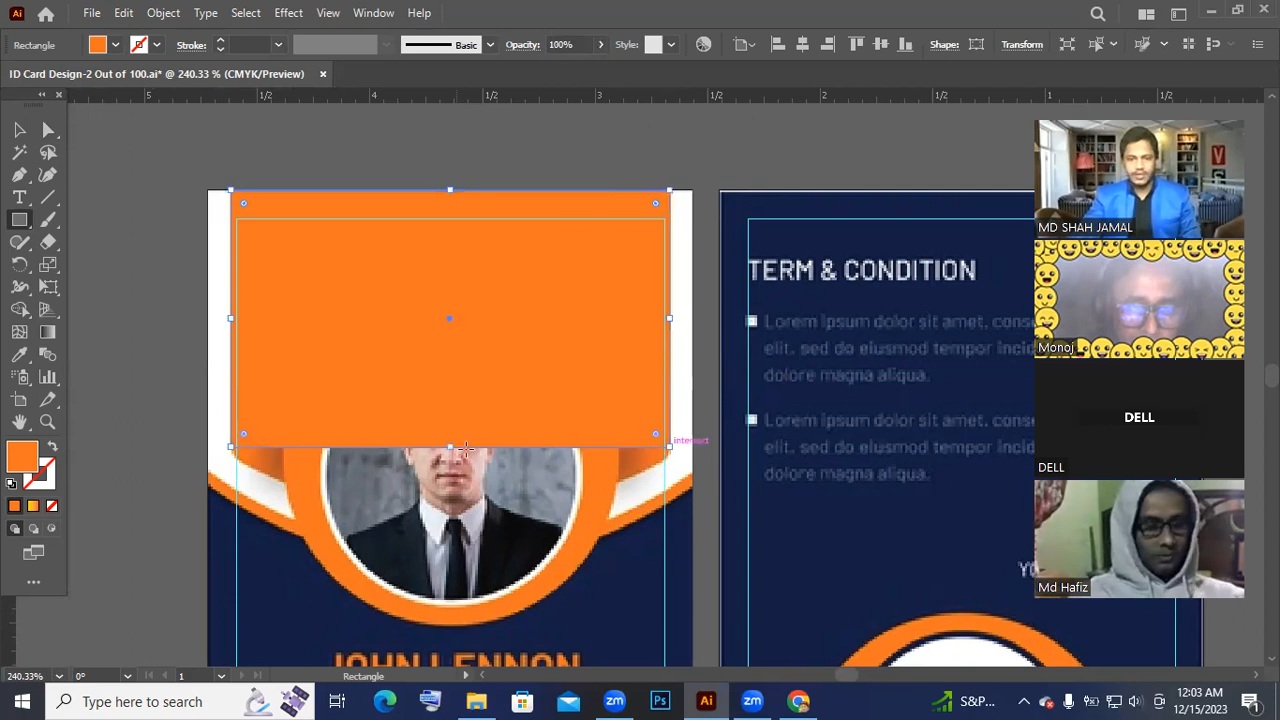 File Edit Object Type Select Effect View Window Help
Rectangle Stroke: Basic Opacity: 100% Style: Shape: Transform
ID Card Design-2 Out of 100.ai* @ 240.33 % (CMYK/Preview)
5 1/2 4 1/2 3 1/2 2 1/2 1 1/2
MD SHAH JAMAL
TERM & CONDITION
Lorem ipsum dolor sit amet, conse
elit, sed do eiusmod tempor incid
dolore magna aliqua.
Monoj
Lorem ipsum dolor sit amet, conse
elit, sed do eiusmod tempor incid
dolore magna aliqua.
DELL
DELL
intersect
Md Hafiz
JOHN LENNON
240.33% 0° 1 Rectangle
Type here to search
zm Ps Ai zm
S&P...
12:03 AM
12/15/2023
1